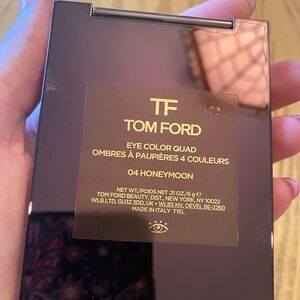 TF
TOM FORD
EYE COLOR QUAD
OMBRES À PAUPIÈRES 4 COULEURS
04 HONEYMOON
NET WT./POIDS NET .21 OZ./6 g ℮
TOM FORD BEAUTY, DIST., NEW YORK, NY 10022
WLB LTD, GU32 3DD, UK • WLBS NV, OEVEL BE-2260
MADE IN ITALY TIEL